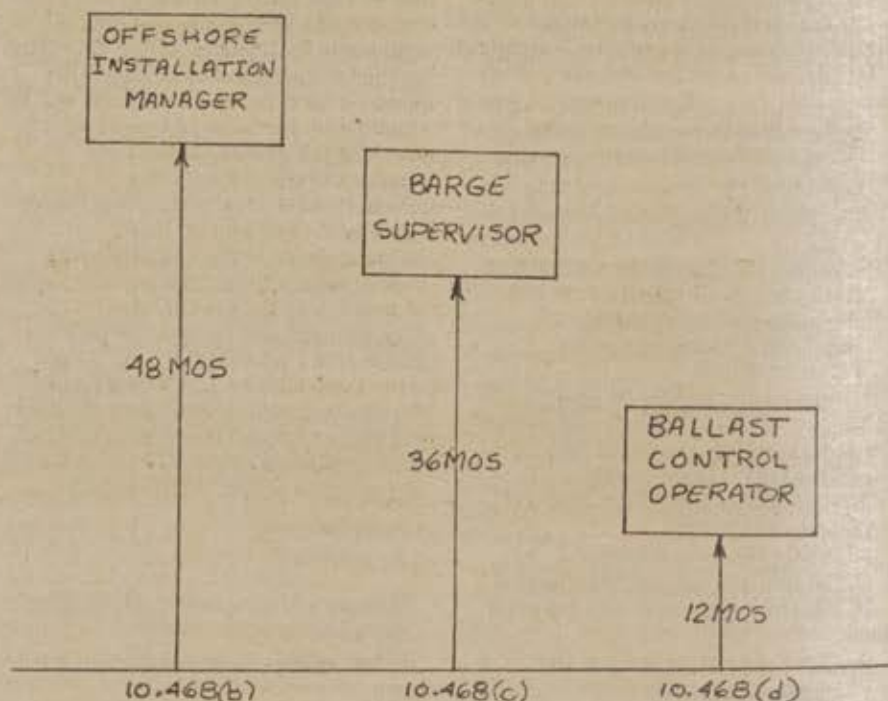 OFFSHORE
INSTALLATION
MANAGER
BARGE
SUPERVISOR
48 MOS
36 MOS
BALLAST
CONTROL
OPERATOR
12 MOS
10.468(b)
10.468(c)
10.468(d)